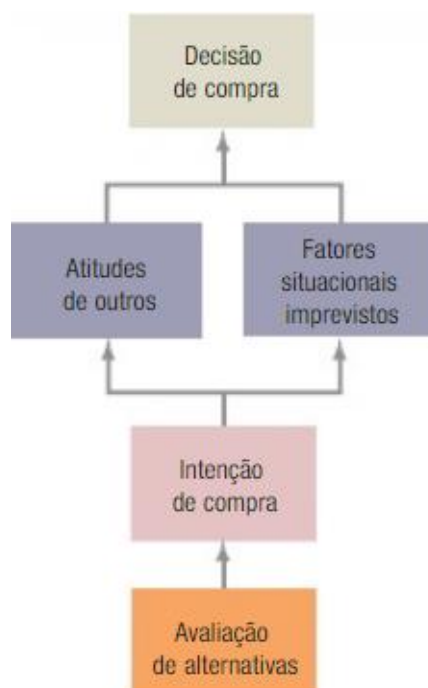 Decisão
de compra
Atitudes
de outros
Fatores
situacionais
imprevistos
Intenção
de compra
Avaliação
de alternativas